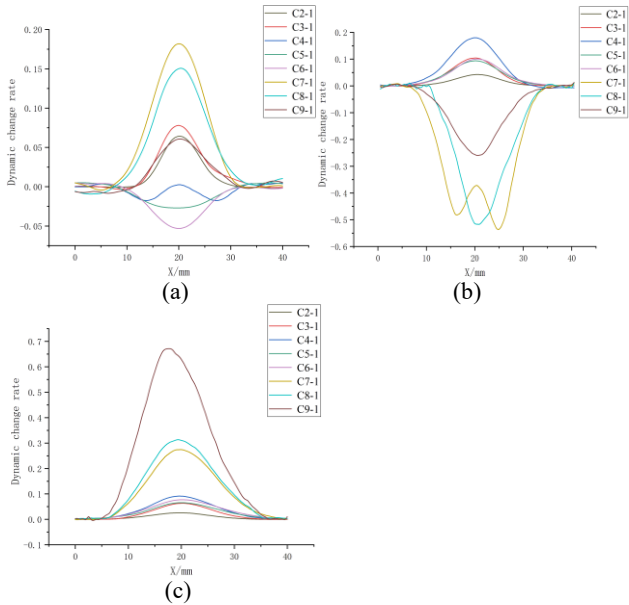 C2-1
C3-1
C4-1
C5-1
C6-1
C7-1
C8-1
C9-1
Dynamic change rate
0.20
0.15
0.10
0.05
0.00
-0.05
0
10
20
30
40
X/mm
(a)
C2-1
C3-1
C4-1
C5-1
C6-1
C7-1
C8-1
C9-1
Dynamic change rate
0.2
0.1
0.0
-0.1
-0.2
-0.3
-0.4
-0.5
-0.6
0
10
20
30
40
X/mm
(b)
C2-1
C3-1
C4-1
C5-1
C6-1
C7-1
C8-1
C9-1
Dynamic change rate
0.7
0.6
0.5
0.4
0.3
0.2
0.1
0.0
-0.1
0
10
20
30
40
X/mm
(c)